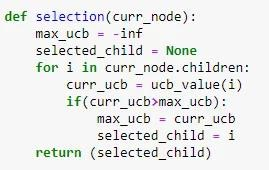 def selection(curr_node):
    max_ucb = -inf
    selected_child = None
    for i in curr_node.children:
        curr_ucb = ucb_value(i)
        if(curr_ucb>max_ucb):
            max_ucb = curr_ucb
            selected_child = i
    return (selected_child)